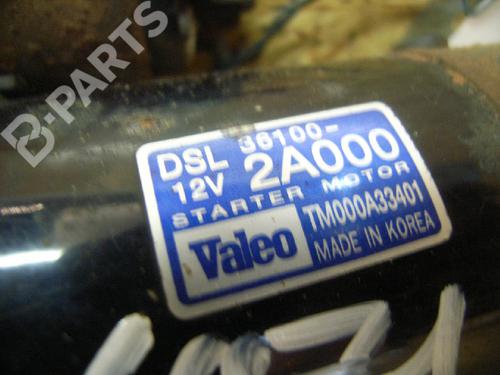 B-PARTS
DSL 36100-
12V 2A000
STARTER MOTOR
Valeo TM000A33401
MADE IN KOREA